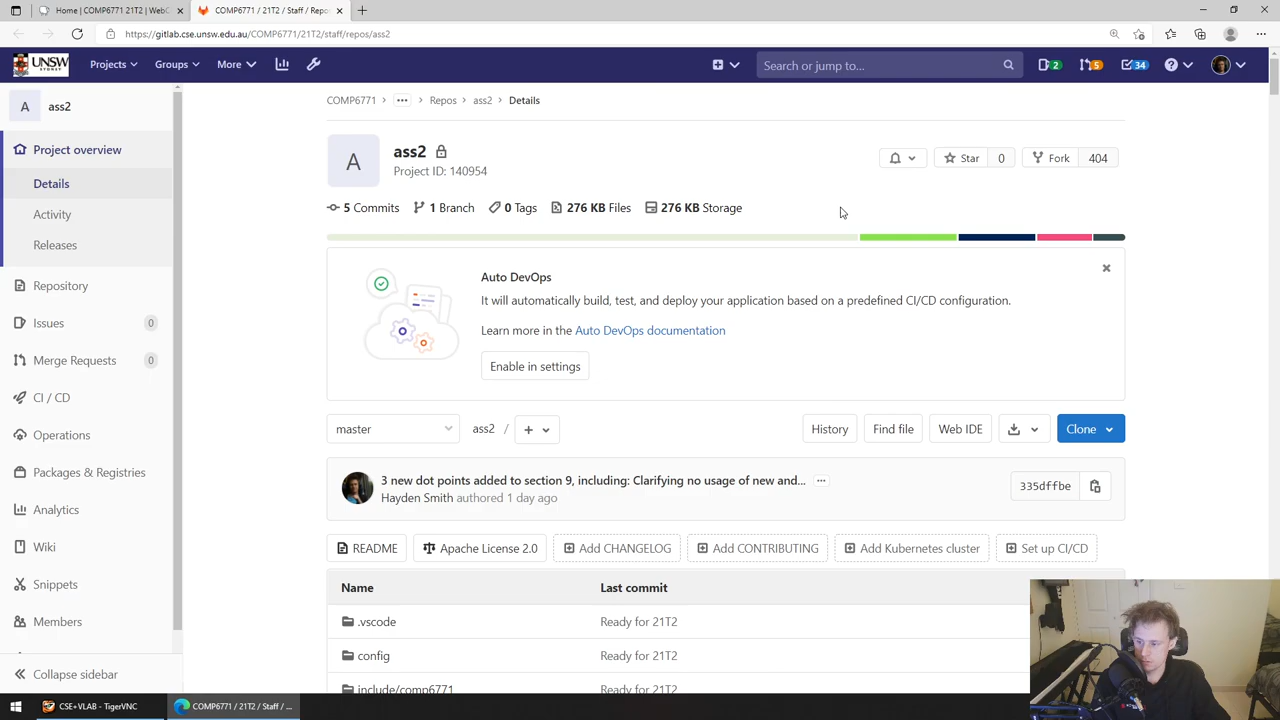 Home | COMP6771 21T2 | WebC
COMP6771 / 21T2 / Staff / Repo
https://gitlab.cse.unsw.edu.au/COMP6771/21T2/staff/repos/ass2
UNSW
SYDNEY
Projects
Groups
More
Search or jump to...
2
5
34
A
ass2
Project overview
Details
Activity
Releases
Repository
Issues
0
Merge Requests
0
CI / CD
Operations
Packages & Registries
Analytics
Wiki
Snippets
Members
Collapse sidebar
COMP6771 > ... > Repos > ass2 > Details
A
ass2
Project ID: 140954
Star
0
Fork
404
5 Commits
1 Branch
0 Tags
276 KB Files
276 KB Storage
Auto DevOps
It will automatically build, test, and deploy your application based on a predefined CI/CD configuration.
Learn more in the Auto DevOps documentation
Enable in settings
master
ass2 /
History
Find file
Web IDE
Clone
3 new dot points added to section 9, including: Clarifying no usage of new and...
Hayden Smith authored 1 day ago
335dffbe
README
Apache License 2.0
Add CHANGELOG
Add CONTRIBUTING
Add Kubernetes cluster
Set up CI/CD
Name
Last commit
.vscode
Ready for 21T2
config
Ready for 21T2
include/comp6771
Ready for 21T2
CSE+VLAB - TigerVNC
COMP6771 / 21T2 / Staff / ...